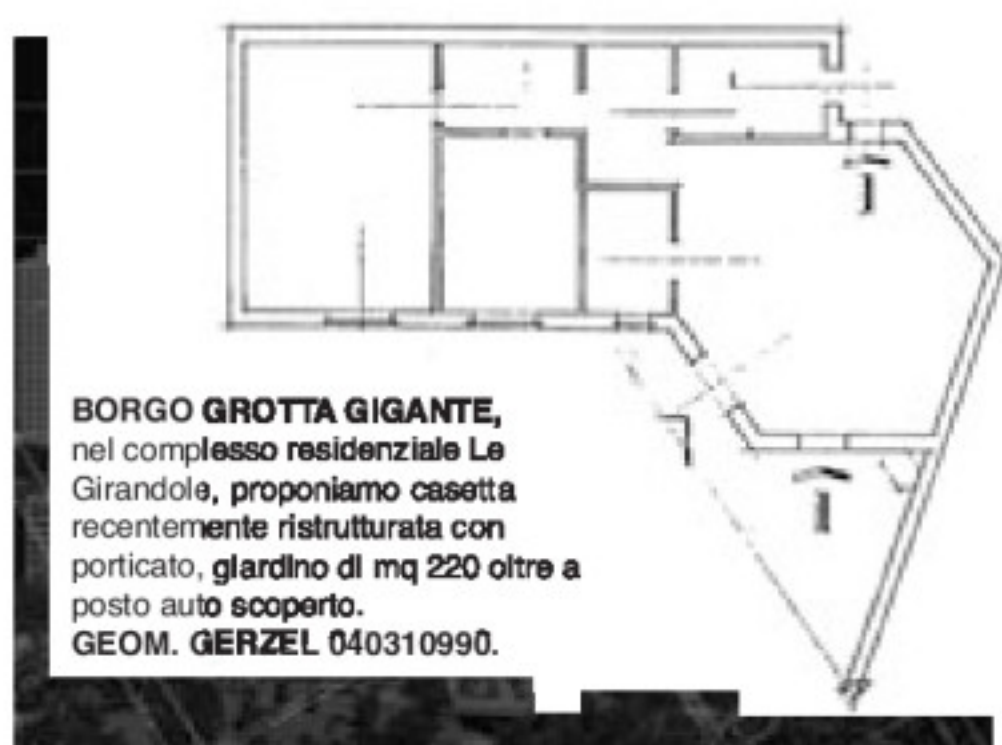 BORGO GROTTA GIGANTE,
nel complesso residenziale Le
Girandole, proponiamo casetta
recentemente ristrutturata con
porticato, giardino di mq 220 oltre a
posto auto scoperto.
GEOM. GERZEL 040310990.